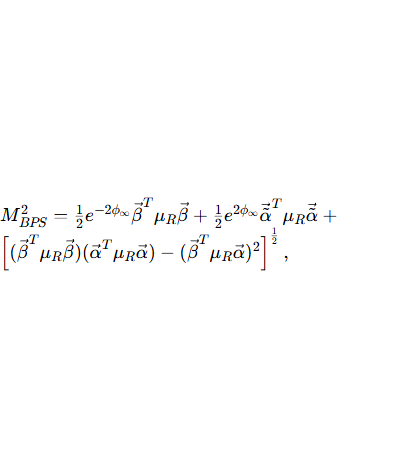 $M^2_{BPS} = \frac{1}{2} e^{-2\phi_\infty} \vec{\beta}^T \mu_R \vec{\beta} + \frac{1}{2} e^{2\phi_\infty} \vec{\tilde{\alpha}}^T \mu_R \vec{\tilde{\alpha}} +$
$\left[ (\vec{\beta}^T \mu_R \vec{\beta})(\vec{\alpha}^T \mu_R \vec{\alpha}) - (\vec{\beta}^T \mu_R \vec{\alpha})^2 \right]^{\frac{1}{2}} ,$